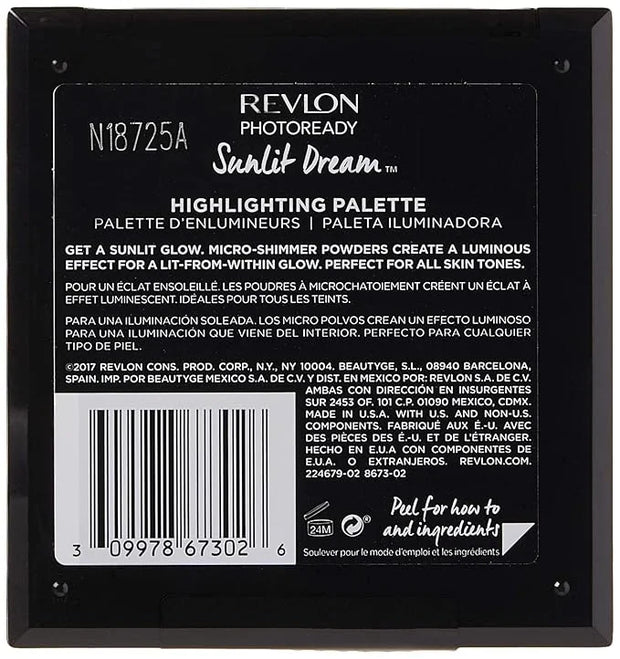 REVLON
PHOTOREADY
Sunlit Dream™
N18725A
HIGHLIGHTING PALETTE
PALETTE D'ENLUMINEURS | PALETA ILUMINADORA
GET A SUNLIT GLOW. MICRO-SHIMMER POWDERS CREATE A LUMINOUS
EFFECT FOR A LIT-FROM-WITHIN GLOW. PERFECT FOR ALL SKIN TONES.
POUR UN ÉCLAT ENSOLEILLÉ. LES POUDRES À MICROCHATOIEMENT CRÉENT UN ÉCLAT À
EFFET LUMINESCENT. IDÉALES POUR TOUS LES TEINTS.
PARA UNA ILUMINACIÓN SOLEADA. LOS MICRO POLVOS CREAN UN EFECTO LUMINOSO
PARA UNA ILUMINACIÓN QUE VIENE DEL INTERIOR. PERFECTO PARA CUALQUIER
TIPO DE PIEL.
©2017 REVLON CONS. PROD. CORP., N.Y., NY 10004. BEAUTYGE, S.L., 08940 BARCELONA,
SPAIN. IMP. POR BEAUTYGE MEXICO S.A. DE C.V. Y DIST. EN MEXICO POR: REVLON S.A. DE C.V.
AMBAS CON DIRECCIÓN EN INSURGENTES
SUR 2453 OF. 101 C.P. 01090 MEXICO, CDMX.
MADE IN U.S.A. WITH U.S. AND NON-U.S.
COMPONENTS. FABRIQUÉ AUX É.-U. AVEC
DES PIÈCES DES É.-U. ET DE L'ÉTRANGER.
HECHO EN E.U.A CON COMPONENTES DE
E.U.A. O EXTRANJEROS. REVLON.COM.
224679-02 8673-02
24M
Peel for how to
and ingredients
Soulever pour le mode d'emploi et les ingrédients
3 09978 67302 6